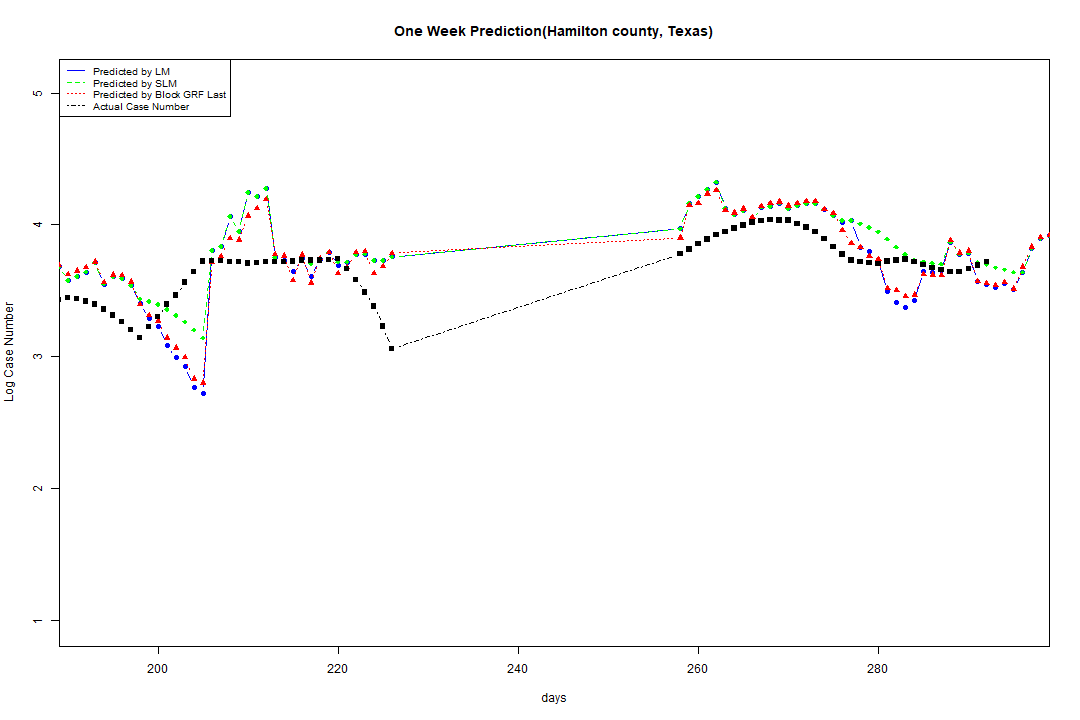 One Week Prediction(Hamilton county, Texas)
Predicted by LM
Predicted by SLM
Predicted by Block GRF Last
Actual Case Number
5
4
3
2
1
Log Case Number
200 220 240 260 280
days